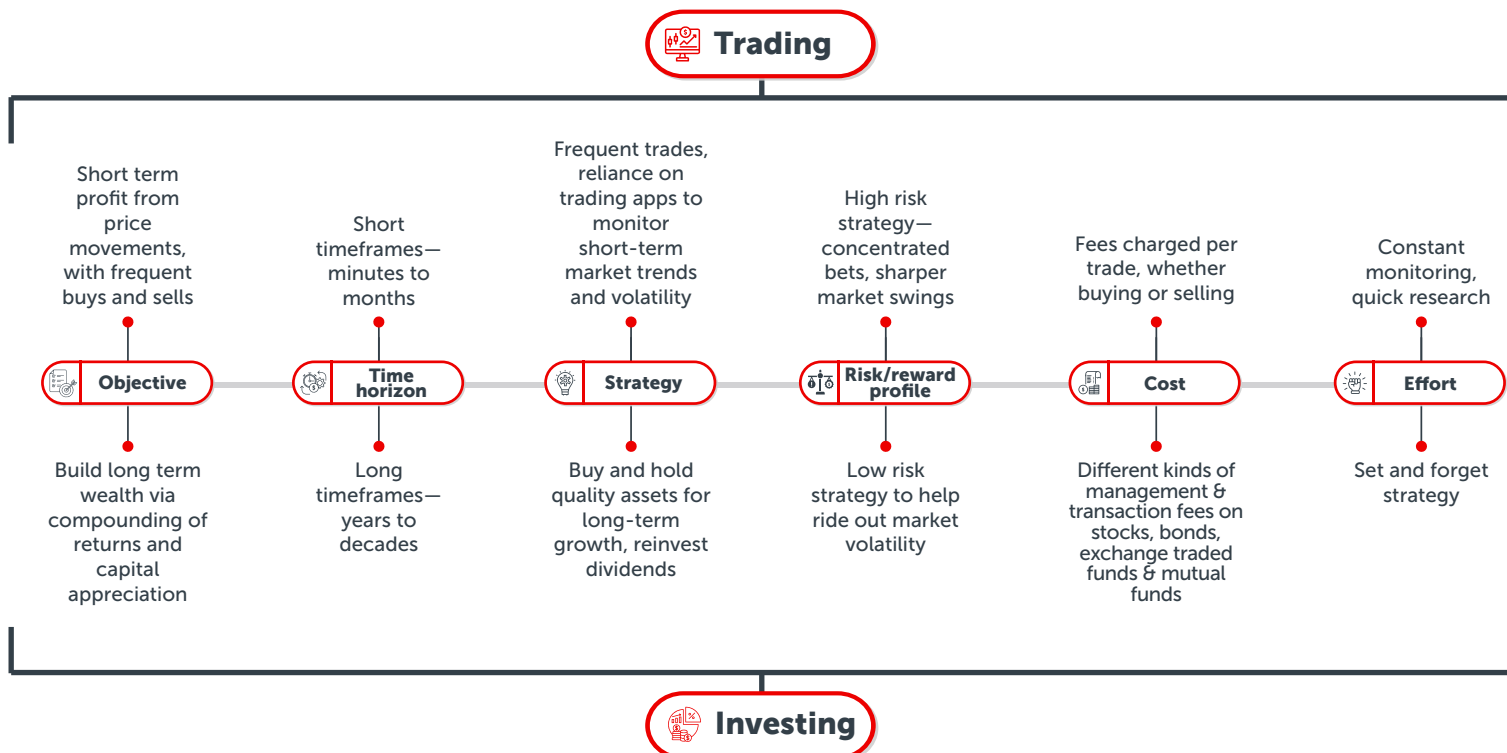 Trading
Short term
profit from
price
movements,
with frequent
buys and sells
Short
timeframes—
minutes to
months
Frequent trades,
reliance on
trading apps to
monitor
short-term
market trends
and volatility
High risk
strategy—
concentrated
bets, sharper
market swings
Fees charged per
trade, whether
buying or selling
Constant
monitoring,
quick research
Objective
Time
horizon
Strategy
Risk/reward
profile
Cost
Effort
Build long term
wealth via
compounding of
returns and
capital
appreciation
Long
timeframes—
years to
decades
Buy and hold
quality assets for
long-term
growth, reinvest
dividends
Low risk
strategy to help
ride out market
volatility
Different kinds of
management &
transaction fees on
stocks, bonds,
exchange traded
funds & mutual
funds
Set and forget
strategy
Investing